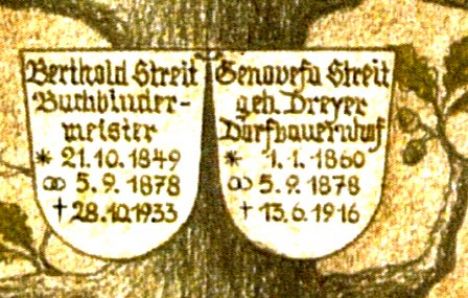 Berthold Streit
Buchbinder-
meister
* 21.10.1849
⚭ 5.9.1878
† 28.10.1933
Genovefa Streit
geb. Dreyer
Dorfbauernhof
* 1.1.1860
⚭ 5.9.1878
† 13.6.1916